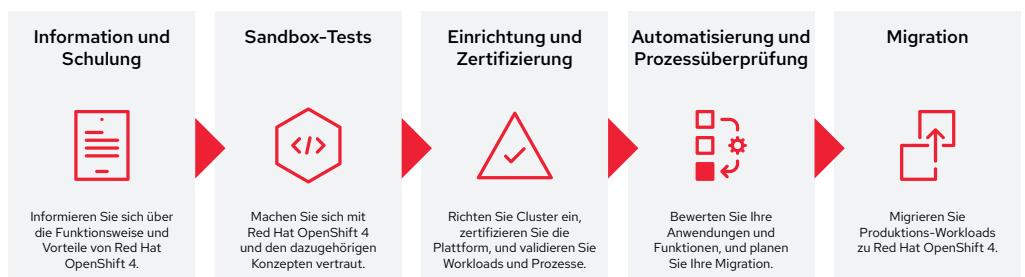 Information und
Schulung
Informieren Sie sich über
die Funktionsweise und
Vorteile von Red Hat
OpenShift 4.
Sandbox-Tests
Machen Sie sich mit
Red Hat OpenShift 4
und den dazugehörigen
Konzepten vertraut.
Einrichtung und
Zertifizierung
Richten Sie Cluster ein,
zertifizieren Sie die
Plattform, und validieren Sie
Workloads und Prozesse.
Automatisierung und
Prozessüberprüfung
Bewerten Sie Ihre
Anwendungen und
Funktionen, und planen
Sie Ihre Migration.
Migration
Migrieren Sie
Produktions-Workloads
zu Red Hat OpenShift 4.